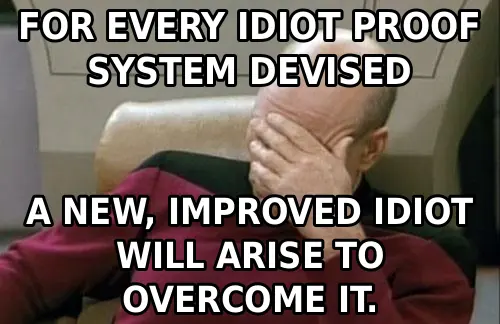 FOR EVERY IDIOT PROOF
SYSTEM DEVISED
A NEW, IMPROVED IDIOT
WILL ARISE TO
OVERCOME IT.